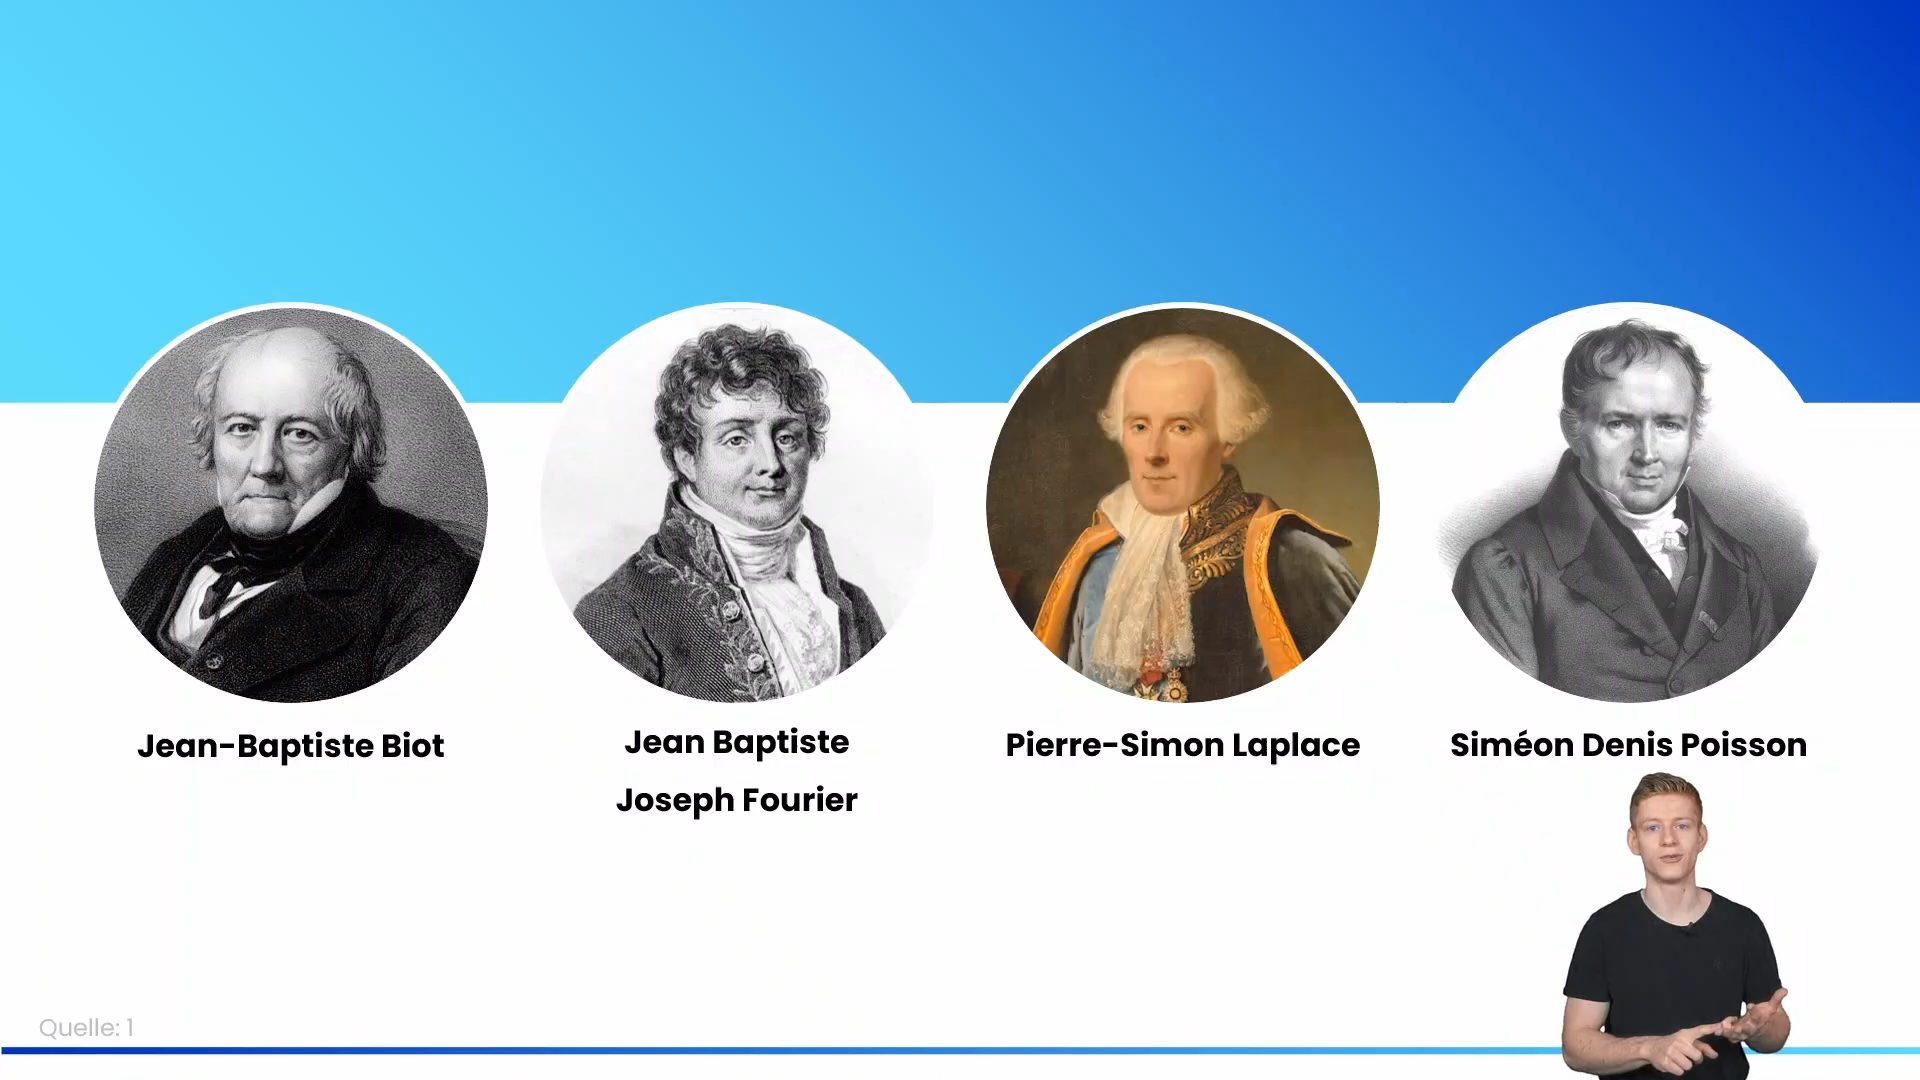 Jean-Baptiste Biot
Jean Baptiste
Joseph Fourier
Pierre-Simon Laplace
Siméon Denis Poisson
Quelle: 1